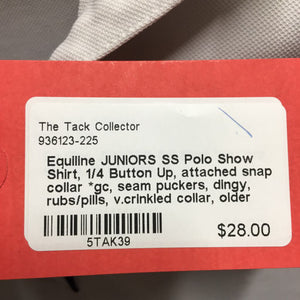 The Tack Collector
936123-225
Equiline JUNIORS SS Polo Show
Shirt, 1/4 Button Up, attached snap
collar *gc, seam puckers, dingy,
rubs/pills, v.crinkled collar, older
5TAK39
$28.00